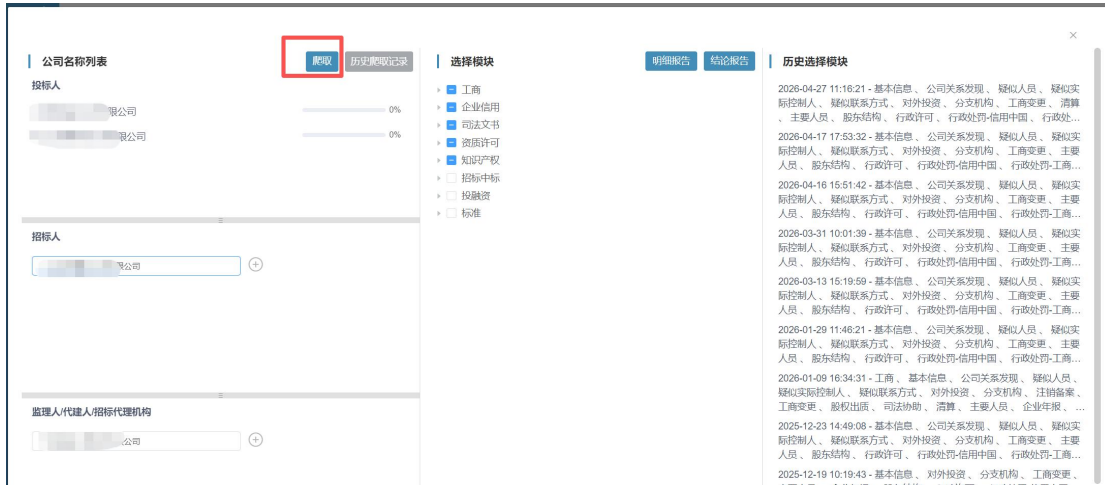 公司名称列表
爬取
历史爬取记录
投标人
限公司
0%
限公司
0%
招标人
限公司
监理人/代建人/招标代理机构
公司
选择模块
明细报告
结论报告
工商
企业信用
司法文书
资质许可
知识产权
招标中标
投融资
标准
历史选择模块
2026-04-27 11:16:21 - 基本信息 、 公司关系发现 、 疑似人员 、 疑似实
际控制人 、 疑似联系方式 、 对外投资 、 分支机构 、 工商变更 、 清算
、 主要人员 、 股东结构 、 行政许可 、 行政处罚-信用中国 、 行政处...
2026-04-17 17:53:32 - 基本信息 、 公司关系发现 、 疑似人员 、 疑似实
际控制人 、 疑似联系方式 、 对外投资 、 分支机构 、 工商变更 、 主要
人员 、 股东结构 、 行政许可 、 行政处罚-信用中国 、 行政处罚-工商...
2026-04-16 15:51:42 - 基本信息 、 公司关系发现 、 疑似人员 、 疑似实
际控制人 、 疑似联系方式 、 对外投资 、 分支机构 、 工商变更 、 主要
人员 、 股东结构 、 行政许可 、 行政处罚-信用中国 、 行政处罚-工商...
2026-03-31 10:01:39 - 基本信息 、 公司关系发现 、 疑似人员 、 疑似实
际控制人 、 疑似联系方式 、 对外投资 、 分支机构 、 工商变更 、 主要
人员 、 股东结构 、 行政许可 、 行政处罚-信用中国 、 行政处罚-工商...
2026-03-13 15:19:59 - 基本信息 、 公司关系发现 、 疑似人员 、 疑似实
际控制人 、 疑似联系方式 、 对外投资 、 分支机构 、 工商变更 、 主要
人员 、 股东结构 、 行政许可 、 行政处罚-信用中国 、 行政处罚-工商...
2026-01-29 11:46:21 - 基本信息 、 公司关系发现 、 疑似人员 、 疑似实
际控制人 、 疑似联系方式 、 对外投资 、 分支机构 、 工商变更 、 主要
人员 、 股东结构 、 行政许可 、 行政处罚-信用中国 、 行政处罚-工商...
2026-01-09 16:34:31 - 工商 、 基本信息 、 公司关系发现 、 疑似人员 、
疑似实际控制人 、 疑似联系方式 、 对外投资 、 分支机构 、 注销备案 、
工商变更 、 股权出质 、 司法协助 、 清算 、 主要人员 、 企业年报 、 ...
2025-12-23 14:49:08 - 基本信息 、 公司关系发现 、 疑似人员 、 疑似实
际控制人 、 疑似联系方式 、 对外投资 、 分支机构 、 工商变更 、 主要
人员 、 股东结构 、 行政许可 、 行政处罚-信用中国 、 行政处罚-工商...
2025-12-19 10:19:43 - 基本信息 、 对外投资 、 分支机构 、 工商变更 、